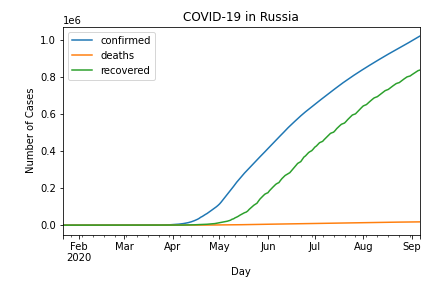 COVID-19 in Russia
1e6
confirmed
deaths
recovered
Number of Cases
1.0
0.8
0.6
0.4
0.2
0.0
Feb Mar Apr May Jun Jul Aug Sep
2020
Day